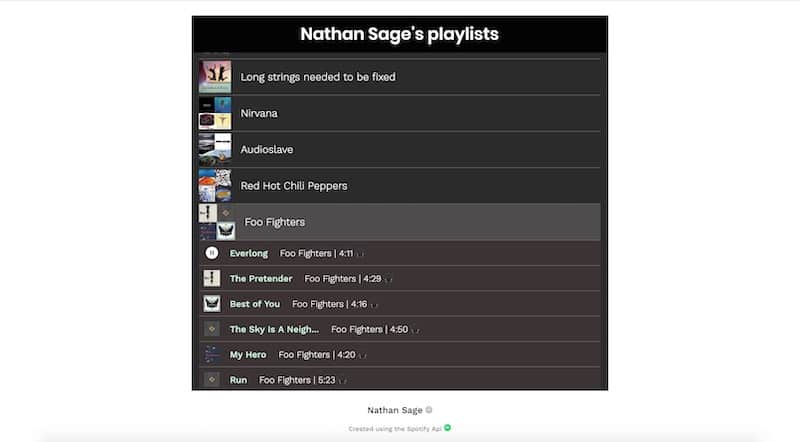 Nathan Sage's playlists
Long strings needed to be fixed
Nirvana
Audioslave
Red Hot Chili Peppers
Foo Fighters
Everlong Foo Fighters | 4:11
The Pretender Foo Fighters | 4:29
Best of You Foo Fighters | 4:16
The Sky Is A Neigh... Foo Fighters | 4:50
My Hero Foo Fighters | 4:20
Run Foo Fighters | 5:23
Nathan Sage
Created using the Spotify Api